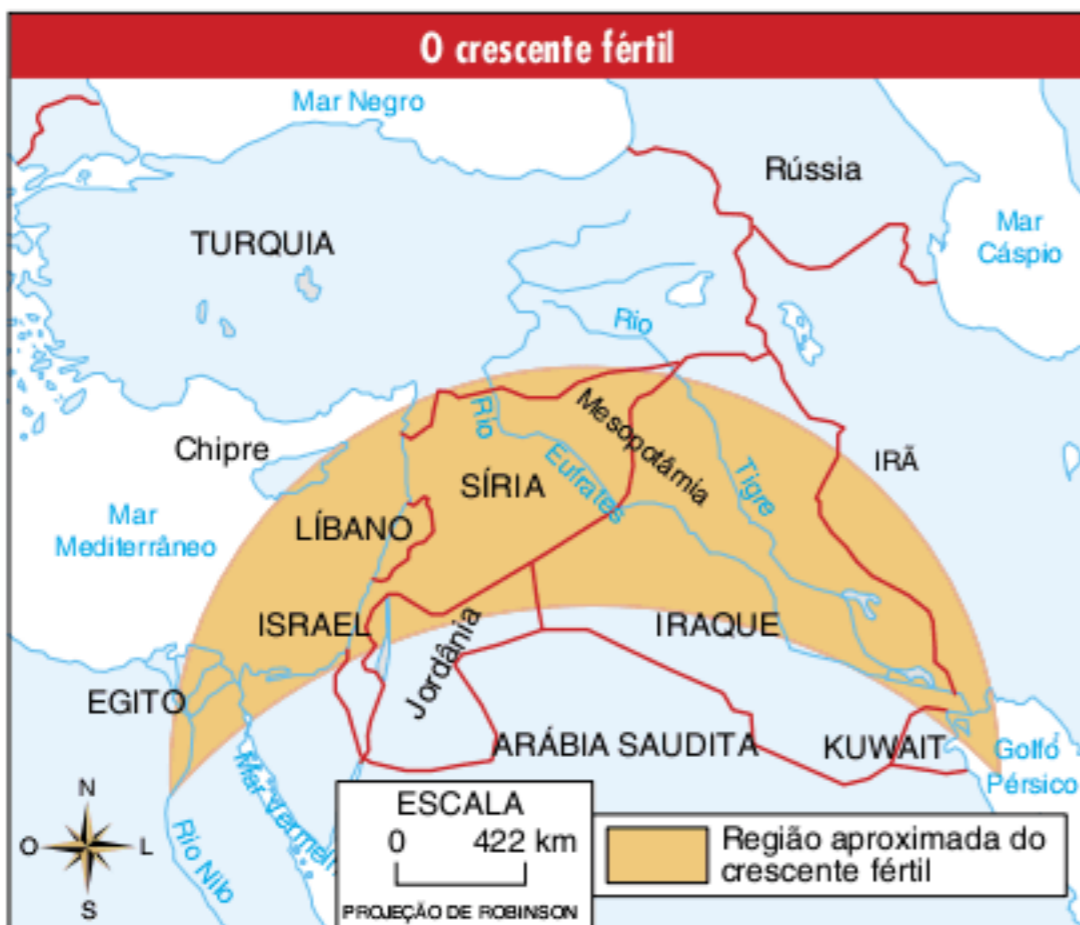 O crescente fértil
Mar Negro
Rússia
Mar
Cáspio
TURQUIA
Rio
Chipre
Rio
Mesopotâmia
Eufrates
Tigre
IRÃ
SÍRIA
Mar
Mediterrâneo
LÍBANO
ISRAEL
Jordânia
IRAQUE
EGITO
ARÁBIA SAUDITA
KUWAIT
Golfo
Pérsico
Mar Vermelh
Rio Nilo
N
O
L
S
ESCALA
0 422 km
PROJEÇÃO DE ROBINSON
Região aproximada do
crescente fértil